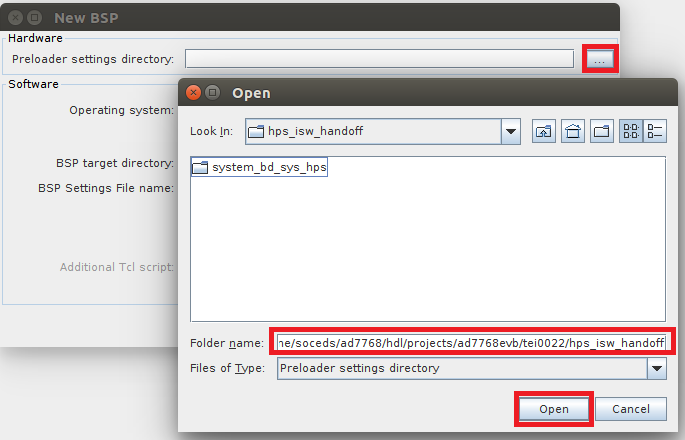 New BSP
Hardware
Preloader settings directory:
...
Software
Operating system:
BSP target directory:
BSP Settings File name:
Additional Tcl script:
Open
Look In:
hps_isw_handoff
system_bd_sys_hps
Folder name:
ne/soceds/ad7768/hdl/projects/ad7768evb/tei0022/hps_isw_handoff
Files of Type:
Preloader settings directory
Open
Cancel